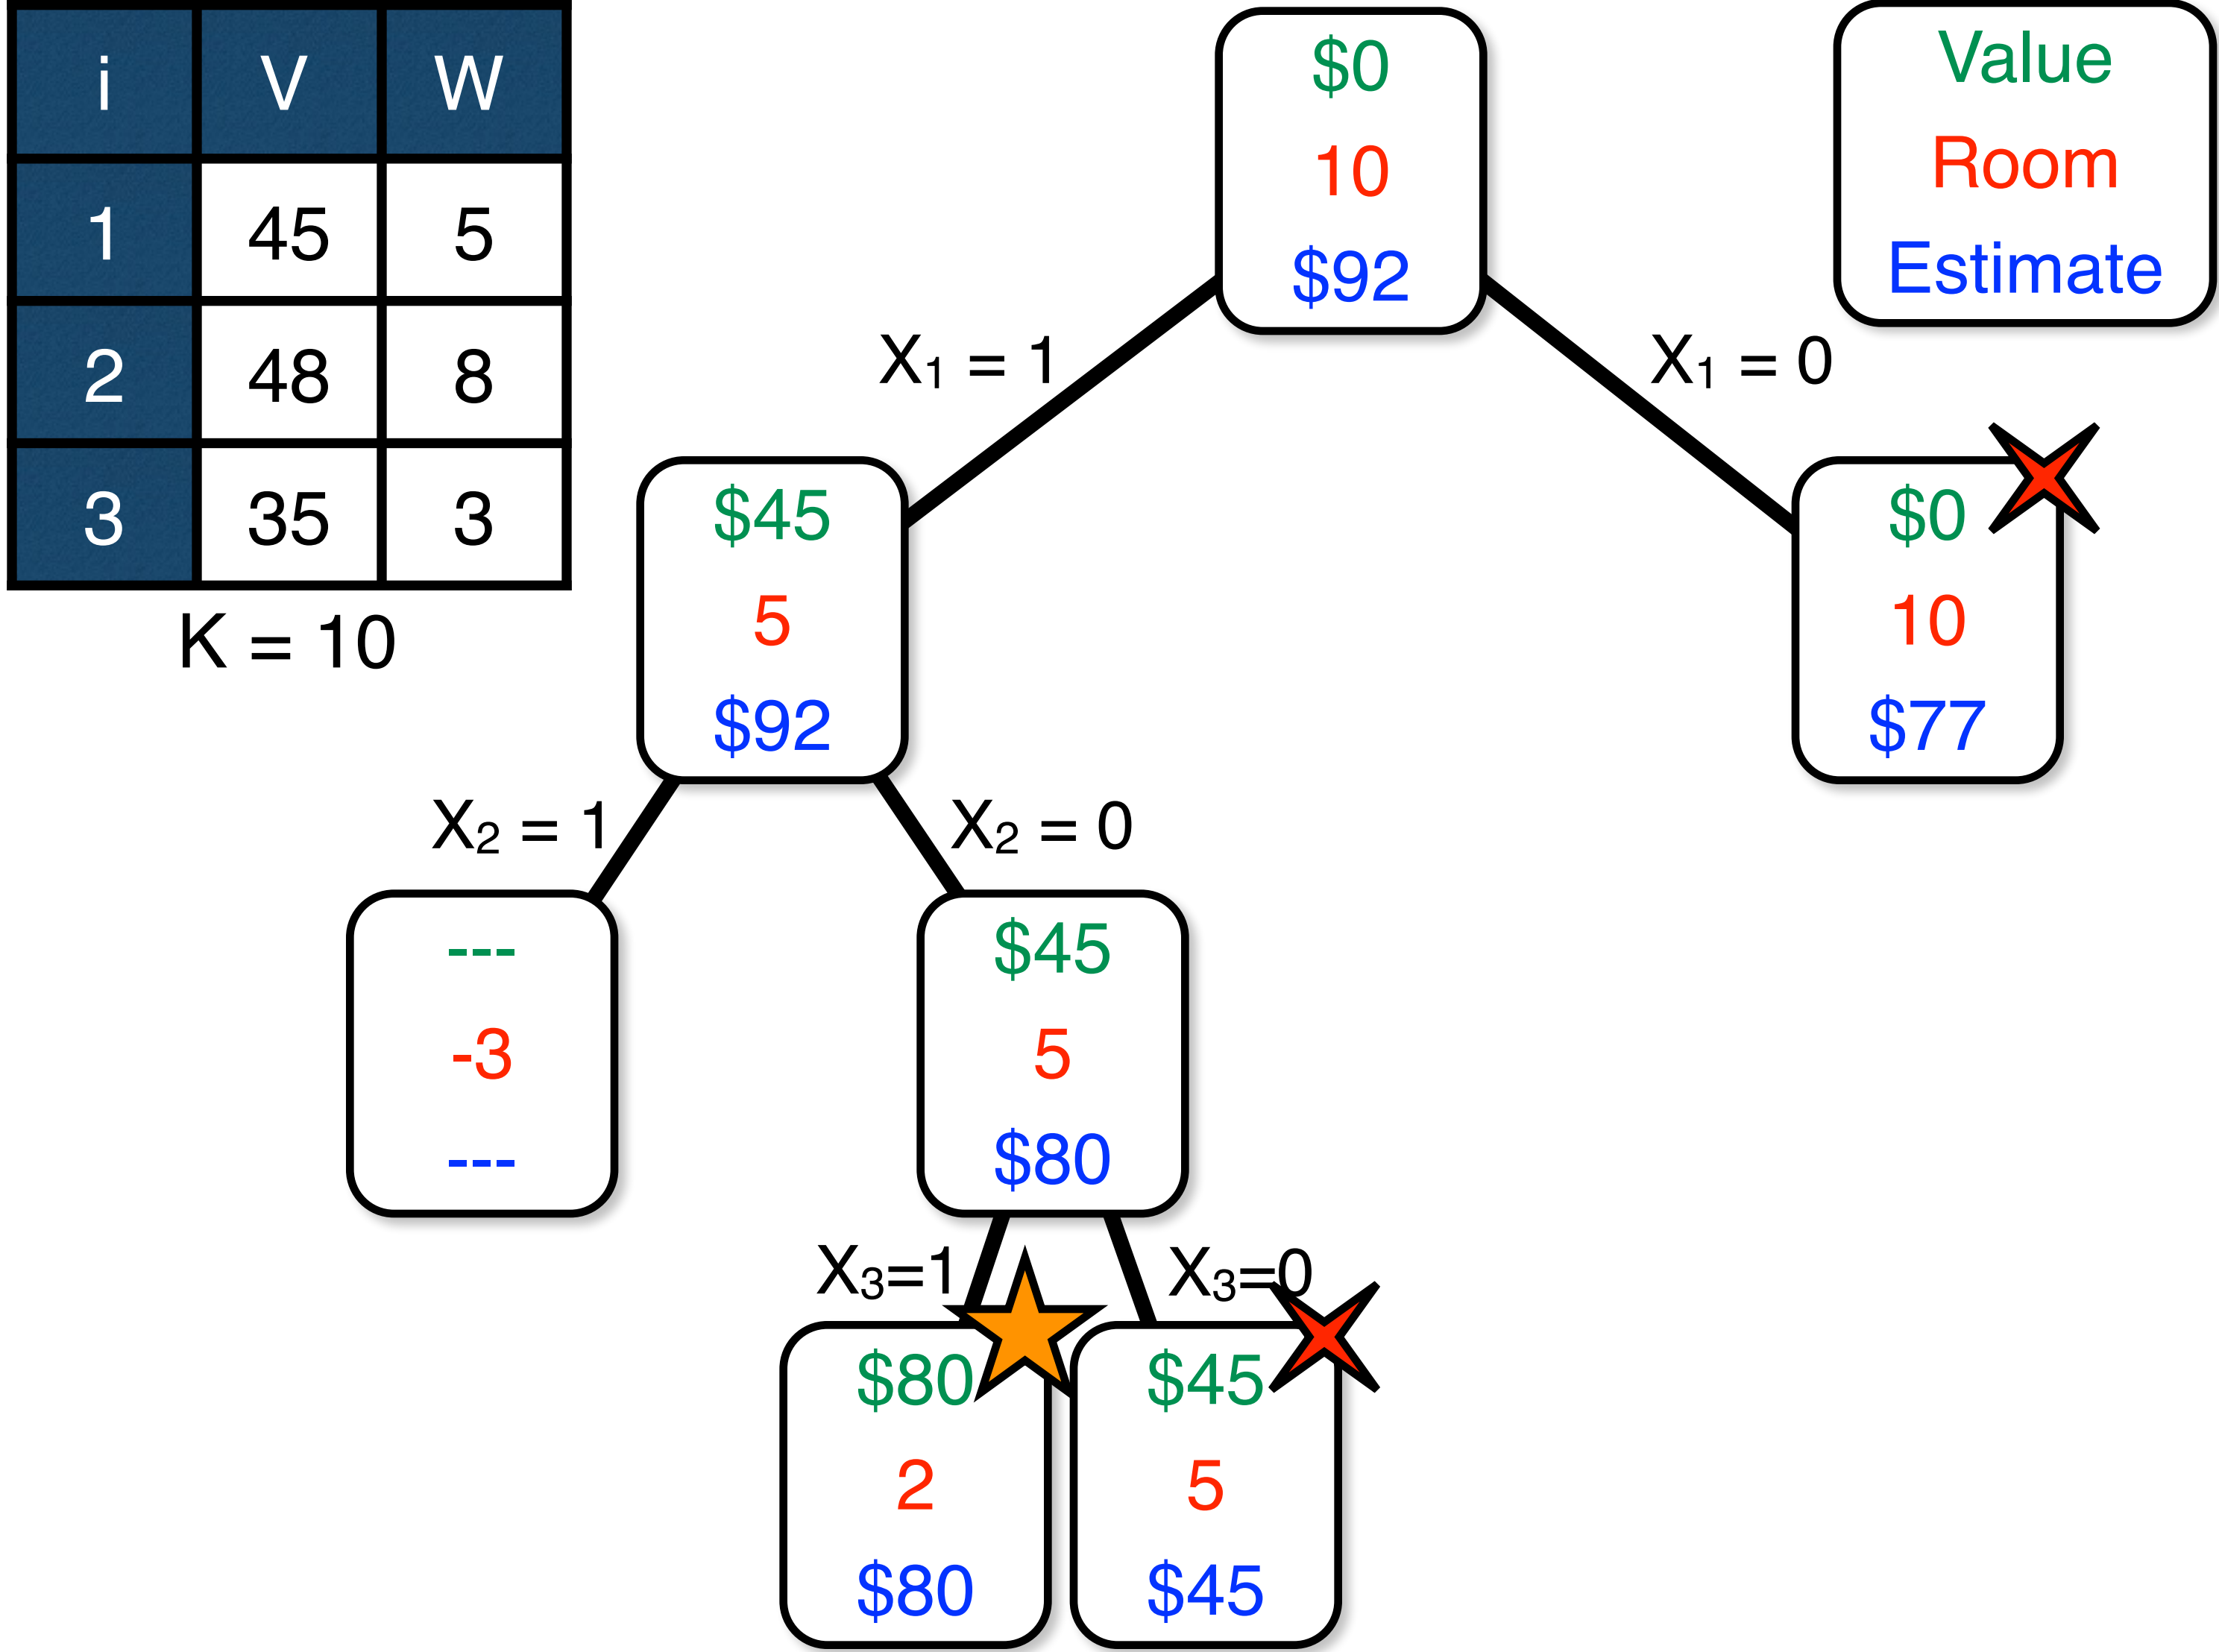 i V W
1 45 5
2 48 8
3 35 3
K = 10
$0
10
$92
Value
Room
Estimate
X₁ = 1
X₁ = 0
$45
5
$92
$0
10
$77
X₂ = 1
X₂ = 0
---
-3
---
$45
5
$80
X₃=1
X₃=0
$80
2
$80
$45
5
$45